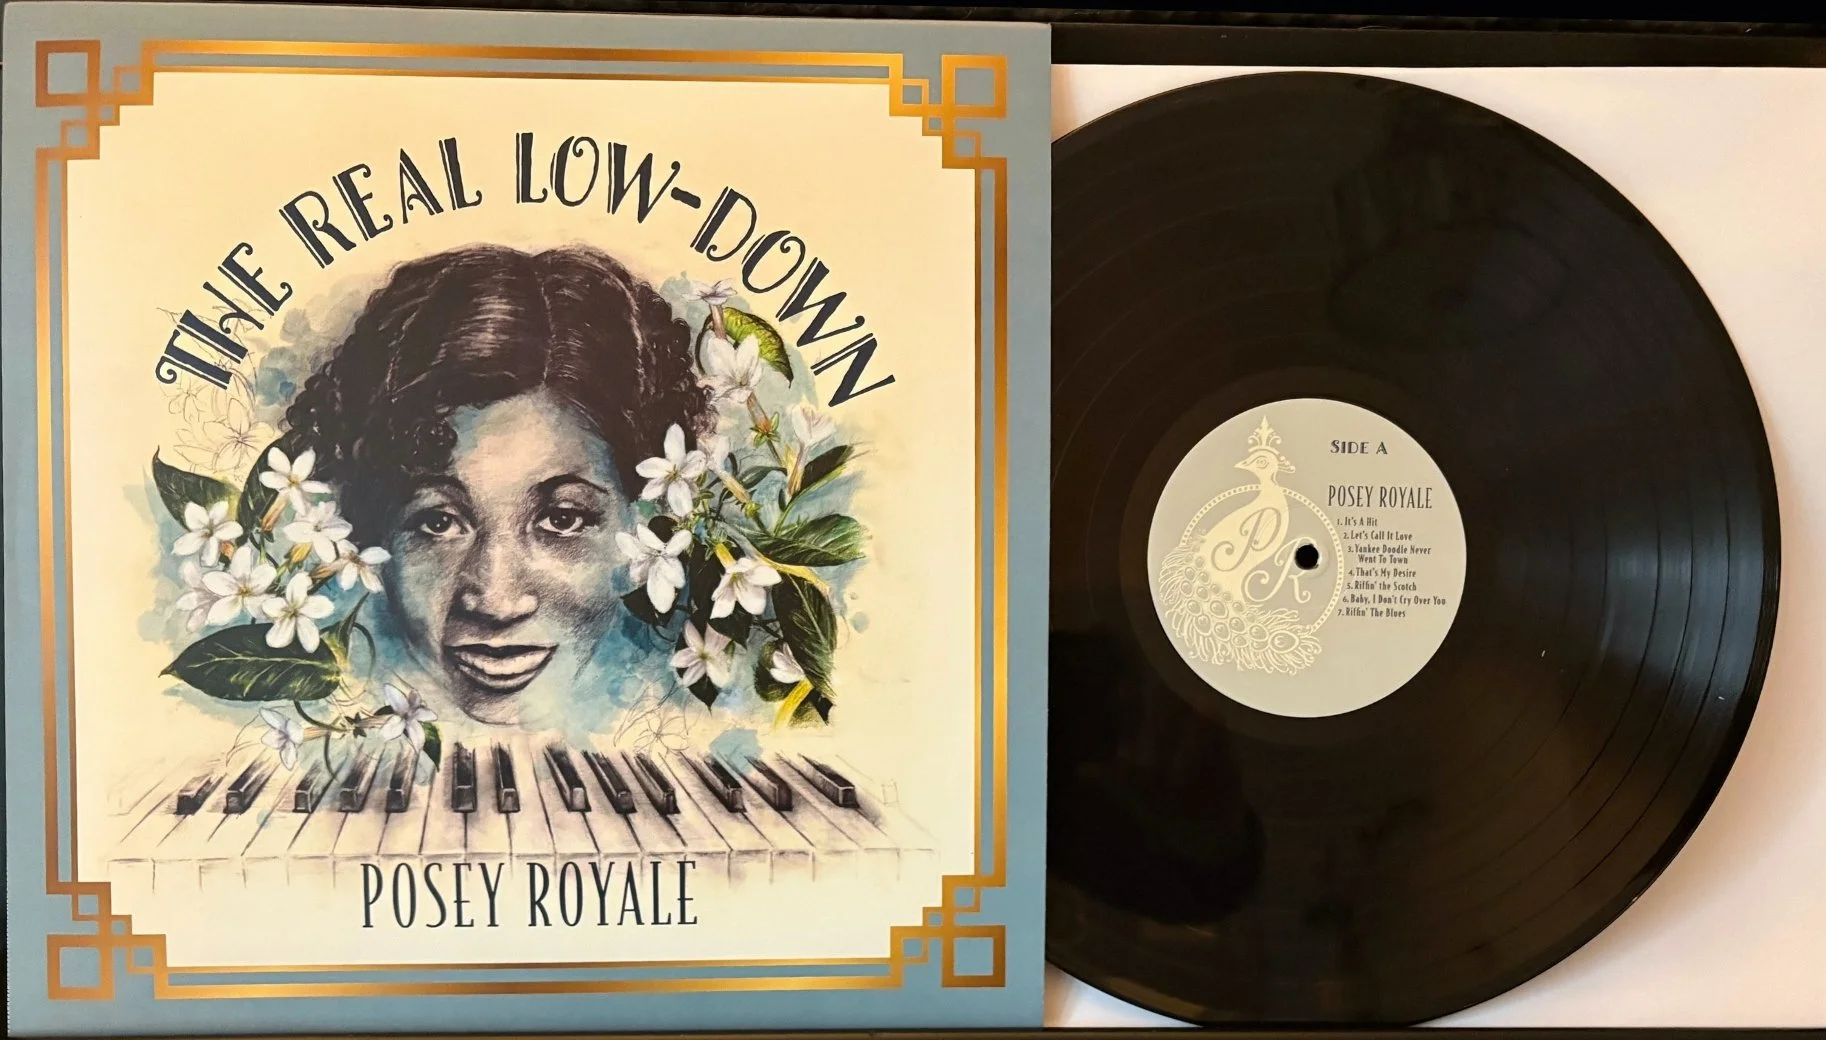 THE REAL LOW-DOWN
POSEY ROYALE
SIDE A
POSEY ROYALE
1. It's A Hit
2. Let's Call It Love
3. Yankee Doodle Never
Went To Town
4. That's My Desire
5. Riffin' the Scotch
6. Baby, I Don't Cry Over You
7. Riffin' The Blues
PR